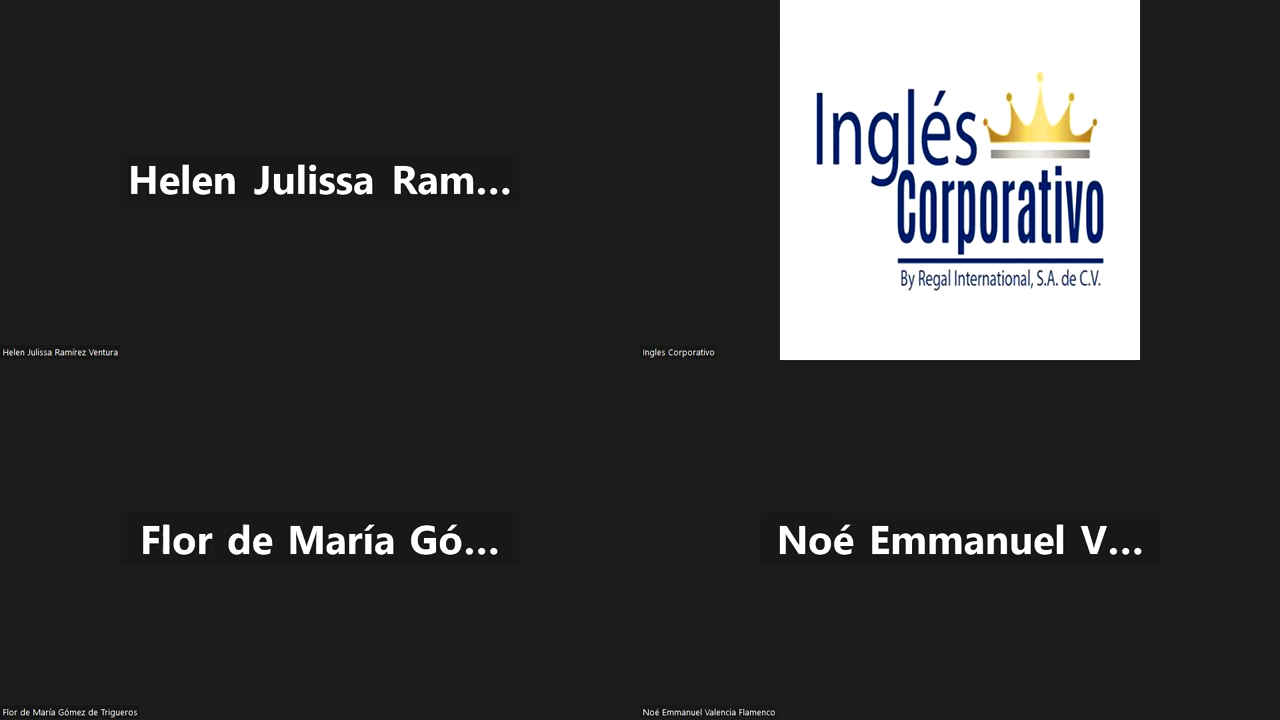 Helen Julissa Ram...
Helen Julissa Ramírez Ventura
Inglés
Corporativo
By Regal International, S.A. de C.V.
Ingles Corporativo
Flor de María Gó...
Flor de María Gómez de Trigueros
Noé Emmanuel V...
Noé Emmanuel Valencia Flamenco